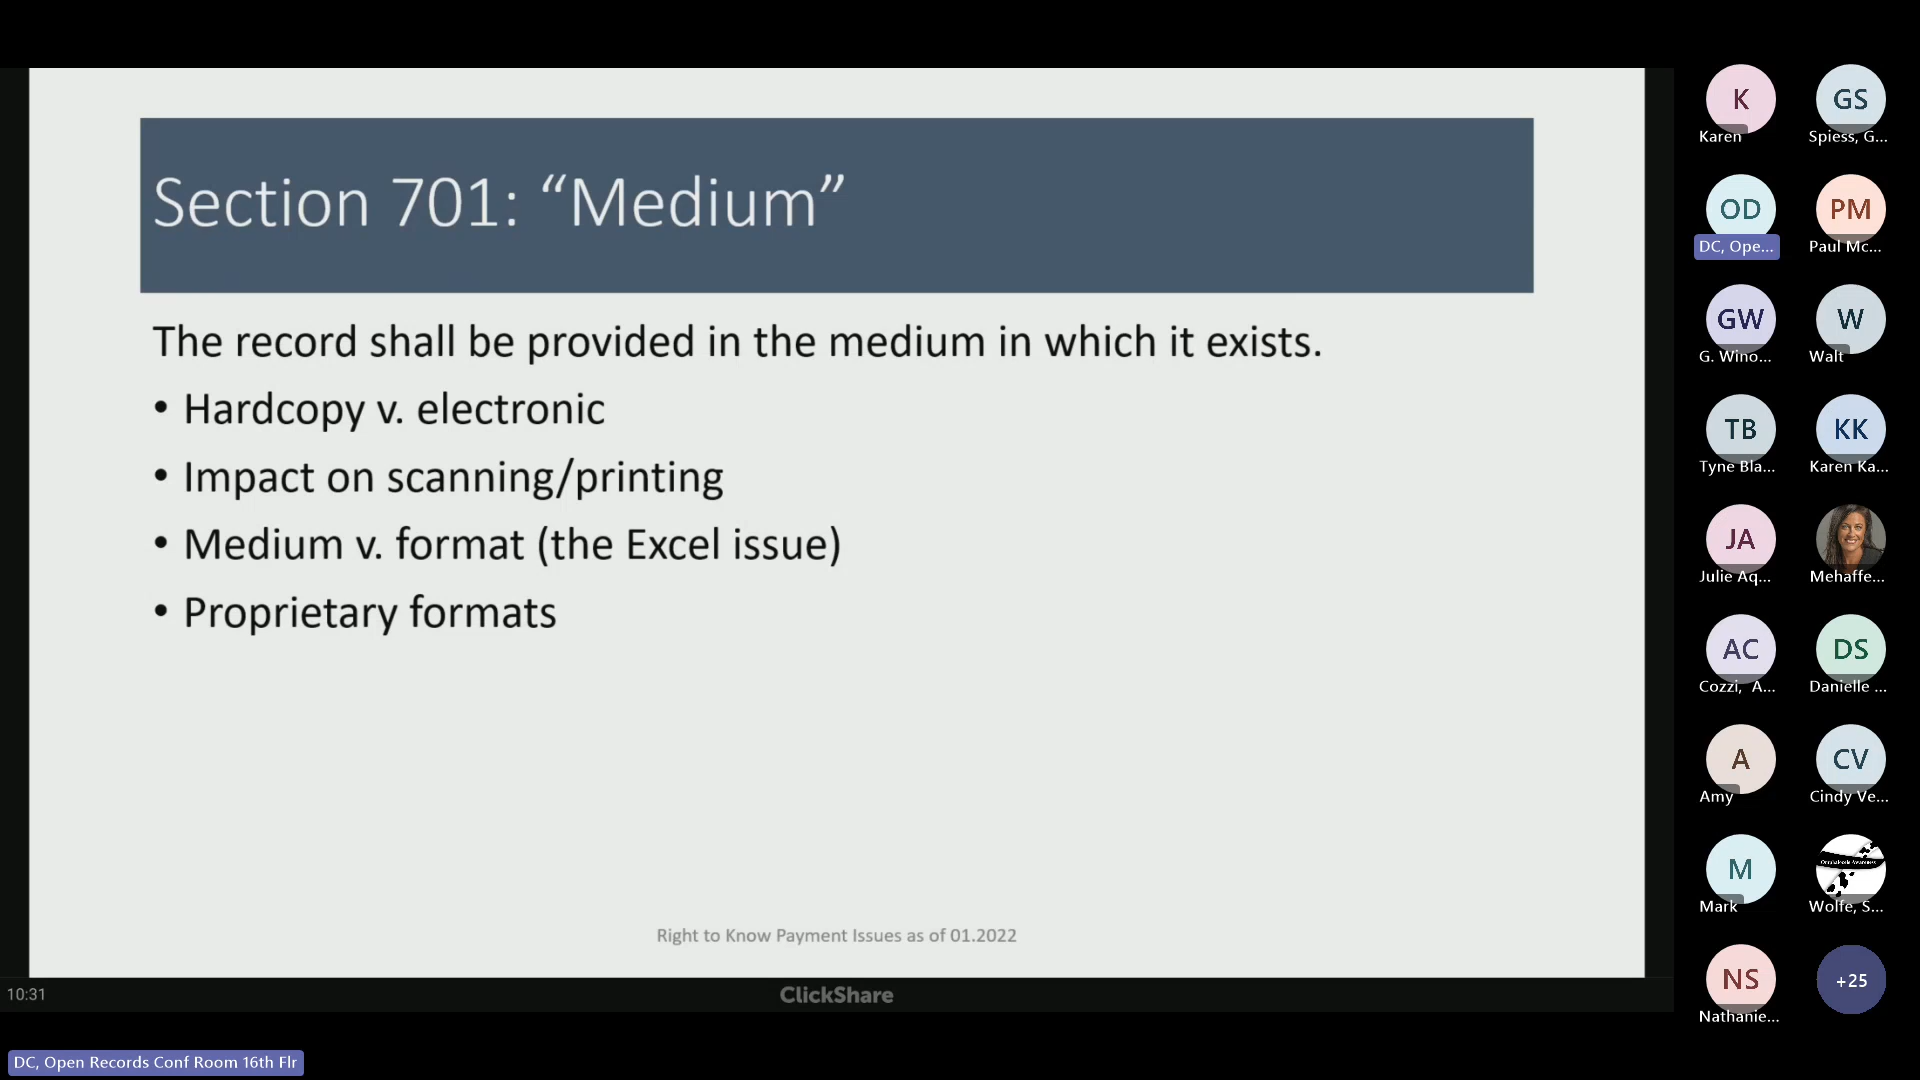 Section 701: “Medium”
The record shall be provided in the medium in which it exists.
• Hardcopy v. electronic
• Impact on scanning/printing
• Medium v. format (the Excel issue)
• Proprietary formats
Right to Know Payment Issues as of 01.2022
10:31
ClickShare
DC, Open Records Conf Room 16th Flr
K
Karen
GS
Spiess, G...
OD
DC, Ope...
PM
Paul Mc...
GW
G. Wino...
W
Walt
TB
Tyne Bla...
KK
Karen Ka...
JA
Julie Aq...
Mehaffe...
AC
Cozzi, A...
DS
Danielle ...
A
Amy
CV
Cindy Ve...
M
Mark
Wolfe, S...
NS
Nathanie...
+25